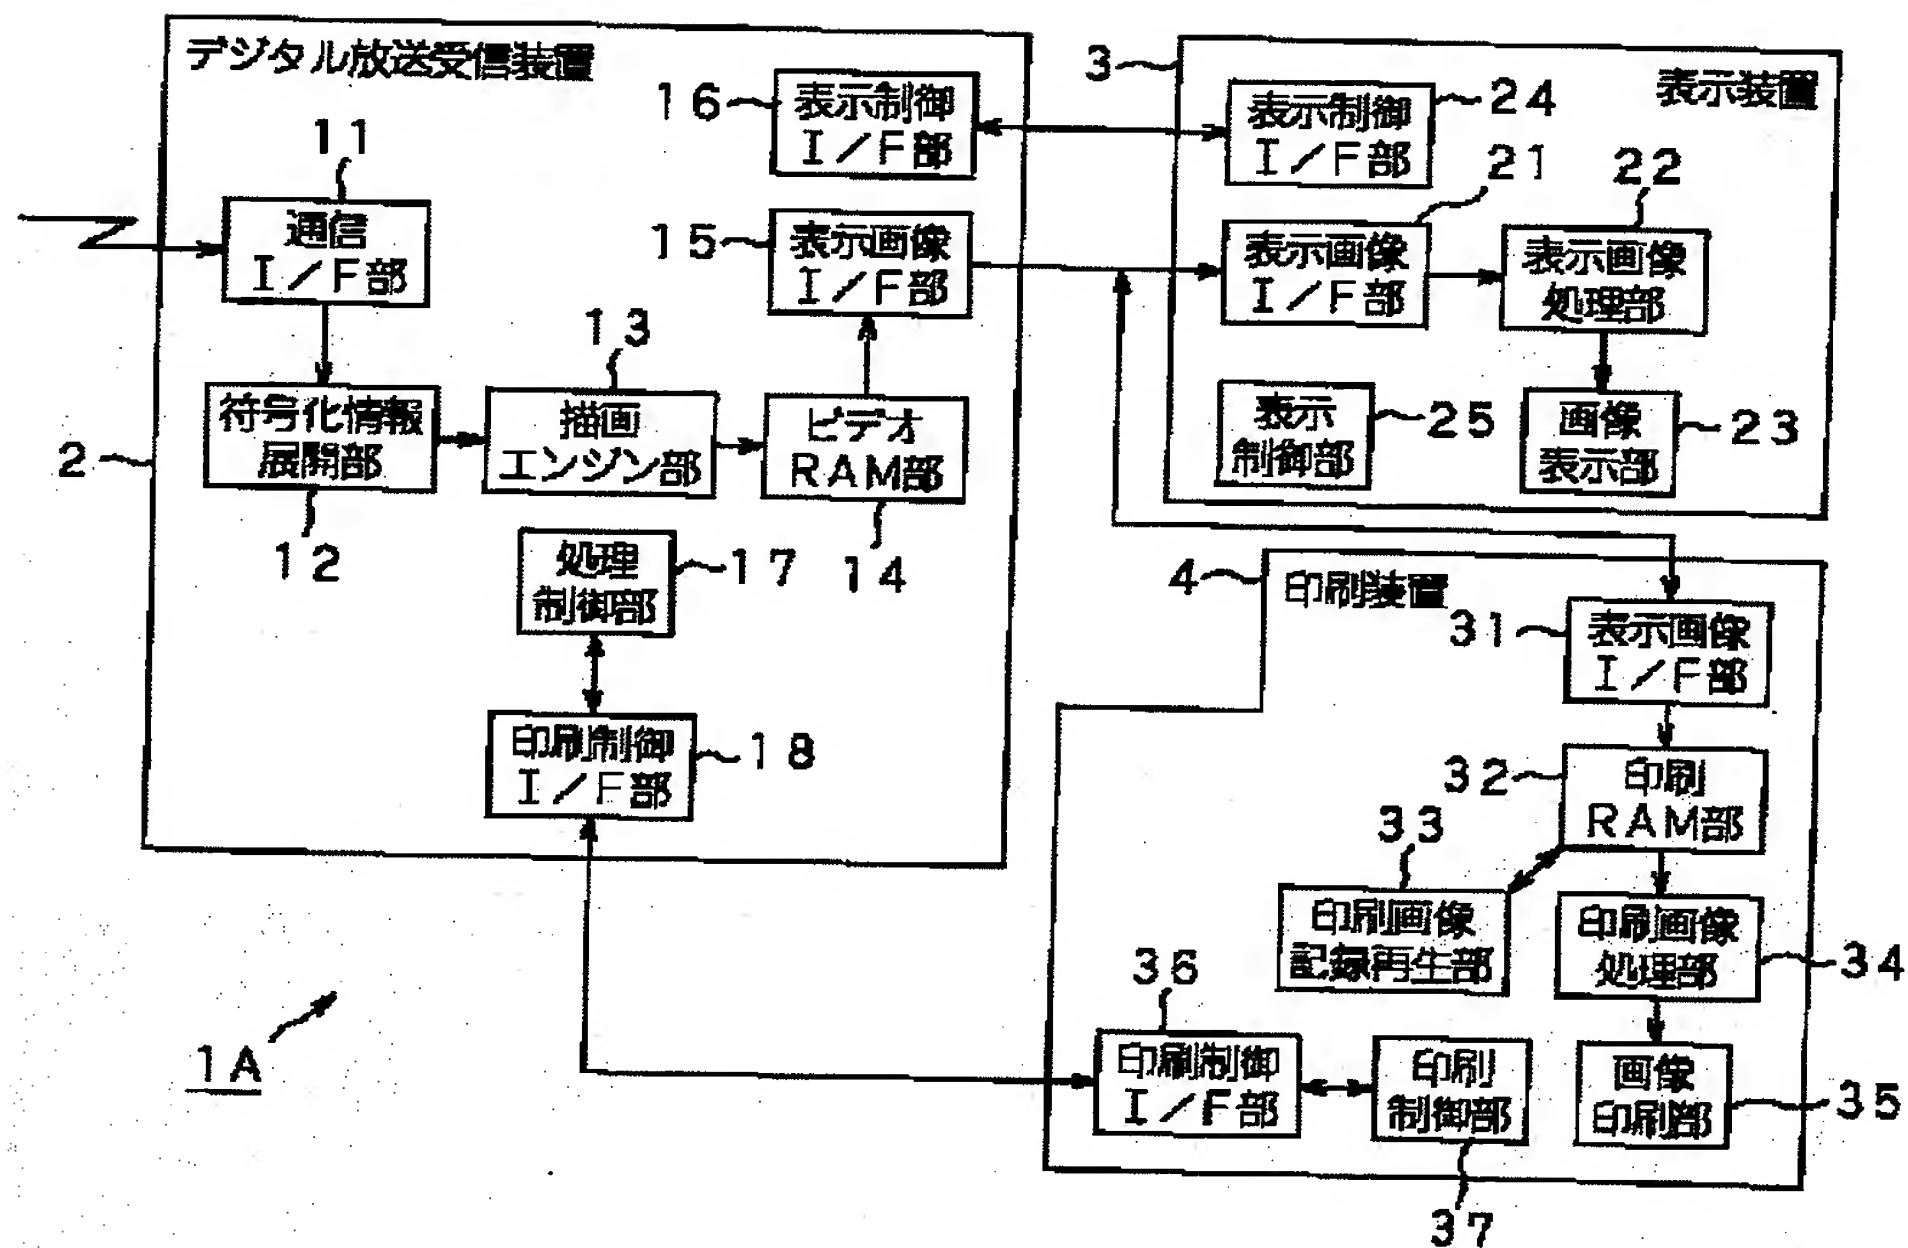 デジタル放送受信装置
16
表示制御
I/F部
11
通信
I/F部
15
表示画像
I/F部
13
符号化情報
展開部
描画
エンジン部
ビデオ
RAM部
2
12
14
処理
制御部
17
印刷制御
I/F部
18
3
表示装置
表示制御
I/F部
24
21
22
表示画像
I/F部
表示画像
処理部
表示
制御部
25
画像
表示部
23
4
印刷装置
31
表示画像
I/F部
32
印刷
RAM部
33
印刷画像
記録再生部
印刷画像
処理部
34
36
印刷制御
I/F部
印刷
制御部
37
画像
印刷部
35
1A